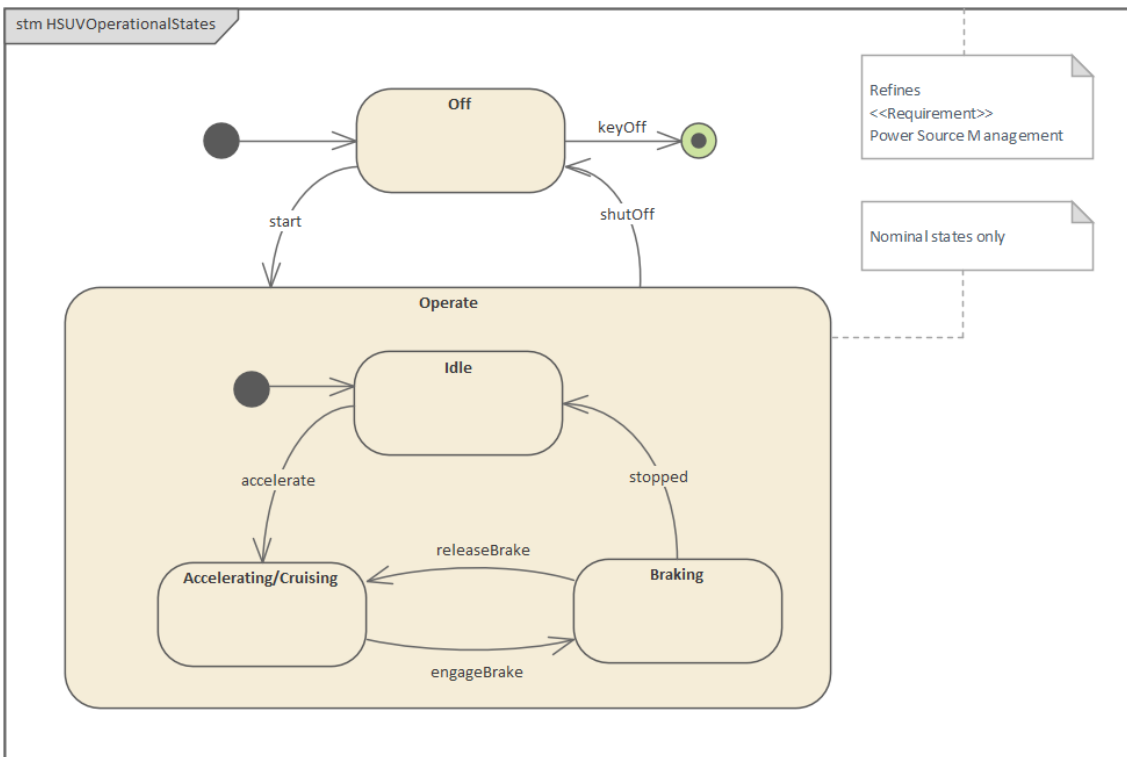 stm HSUVOperationalStates
Off
keyOff
Refines
<<Requirement>>
Power Source Management
start
shutOff
Nominal states only
Operate
Idle
accelerate
stopped
releaseBrake
Accelerating/Cruising
Braking
engageBrake